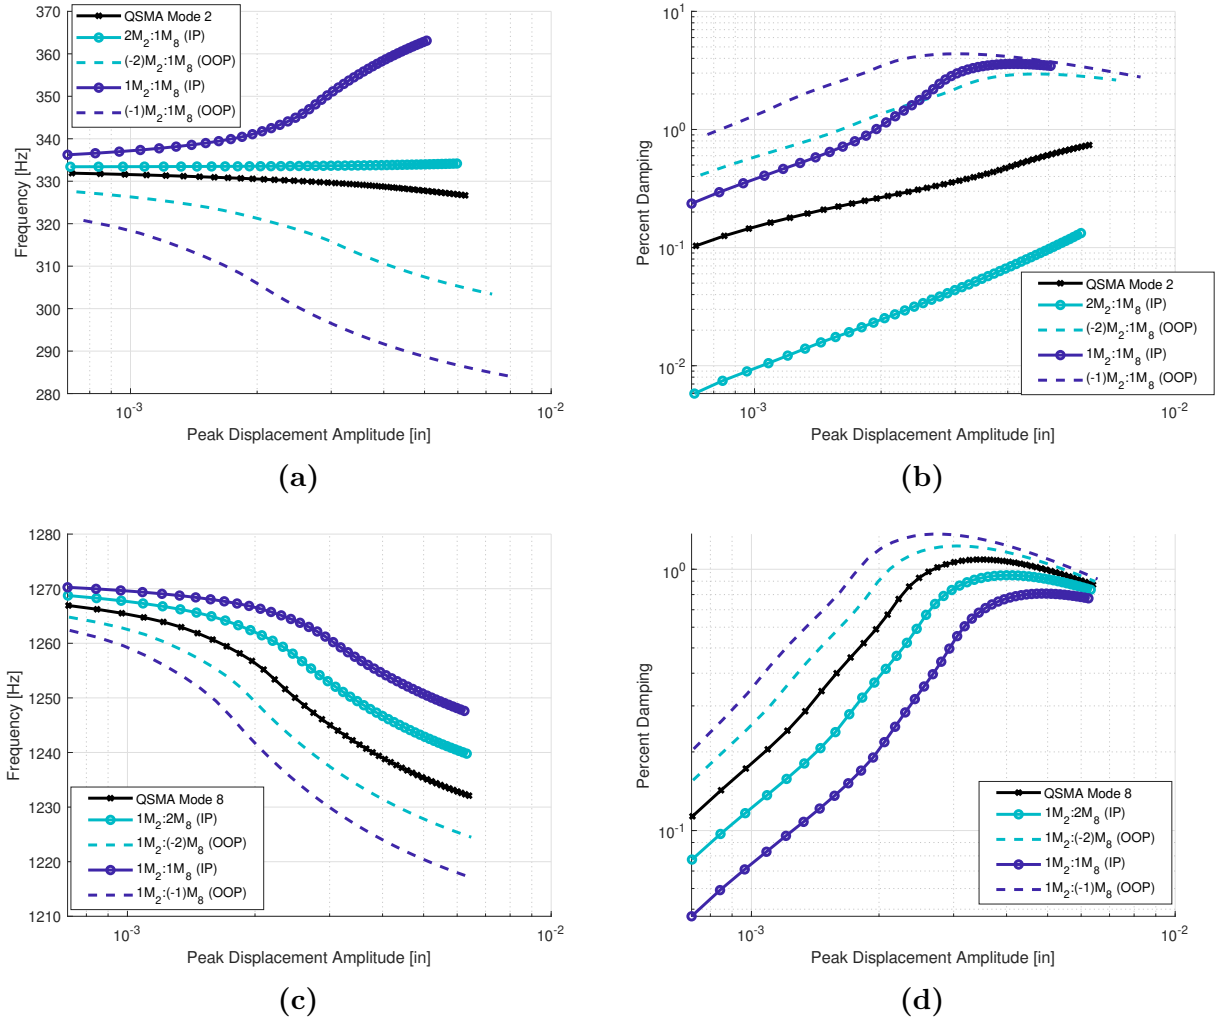 370
360
350
340
330
320
310
300
290
280
Frequency [Hz]
QSMA Mode 2
2M2:1M8 (IP)
(-2)M2:1M8 (OOP)
1M2:1M8 (IP)
(-1)M2:1M8 (OOP)
10-3
10-2
Peak Displacement Amplitude [in]
(a)
101
100
10-1
10-2
Percent Damping
QSMA Mode 2
2M2:1M8 (IP)
(-2)M2:1M8 (OOP)
1M2:1M8 (IP)
(-1)M2:1M8 (OOP)
10-3
10-2
Peak Displacement Amplitude [in]
(b)
1280
1270
1260
1250
1240
1230
1220
1210
Frequency [Hz]
QSMA Mode 8
1M2:2M8 (IP)
1M2:(-2)M8 (OOP)
1M2:1M8 (IP)
1M2:(-1)M8 (OOP)
10-3
10-2
Peak Displacement Amplitude [in]
(c)
100
10-1
Percent Damping
QSMA Mode 8
1M2:2M8 (IP)
1M2:(-2)M8 (OOP)
1M2:1M8 (IP)
1M2:(-1)M8 (OOP)
10-3
10-2
Peak Displacement Amplitude [in]
(d)